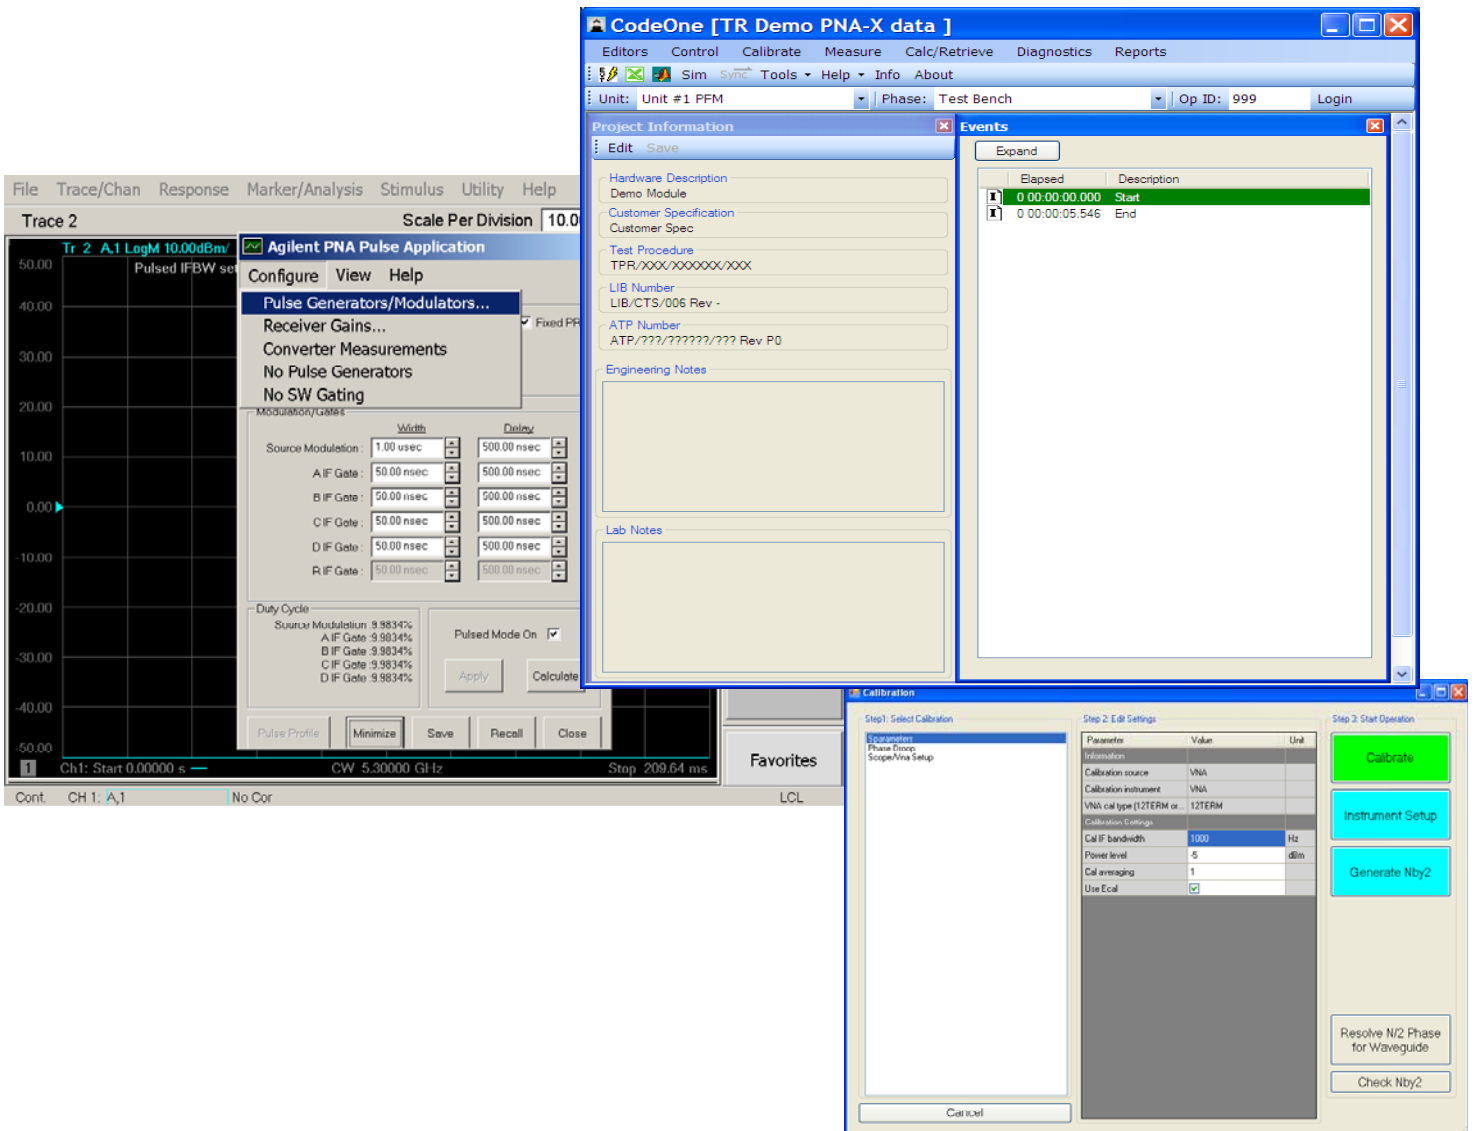 CodeOne [TR Demo PNA-X data ]
Editors Control Calibrate Measure Calc/Retrieve Diagnostics Reports
Sim Sync Tools Help Info About
Unit: Unit #1 PFM Phase: Test Bench Op ID: 999 Login
Project Information
Edit Save
Hardware Description
Demo Module
Customer Specification
Customer Spec
Test Procedure
TPR/XXX/XXXXXX/XXX
LIB Number
LIB/CTS/006 Rev -
ATP Number
ATP/???/??????/??? Rev P0
Engineering Notes
Lab Notes
Events
Expand
Elapsed Description
0 00:00:00.000 Start
0 00:00:05.546 End
File Trace/Chan Response Marker/Analysis Stimulus Utility Help
Trace 2 Scale Per Division 10.0
Tr 2 A,1 LogM 10.00dBm/
Pulsed IFBW set
50.00
40.00
30.00
20.00
10.00
0.00
-10.00
-20.00
-30.00
-40.00
-50.00
Agilent PNA Pulse Application
Configure View Help
Pulse Generators/Modulators...
Receiver Gains...
Converter Measurements
No Pulse Generators
No SW Gating
Fixed PR
Modulation/Gates
Width Delay
Source Modulation: 1.00 usec 500.00 nsec
A IF Gate: 50.00 nsec 500.00 nsec
B IF Gate: 50.00 nsec 500.00 nsec
C IF Gate: 50.00 nsec 500.00 nsec
D IF Gate: 50.00 nsec 500.00 nsec
R IF Gate: 50.00 nsec 500.00 nsec
Duty Cycle
Source Modulation :9.9834%
A IF Gate :9.9834%
B IF Gate :9.9834%
C IF Gate :9.9834%
D IF Gate :9.9834%
Pulsed Mode On
Apply Calculate
Pulse Profile Minimize Save Recall Close
1 Ch1: Start 0.00000 s CW 5.30000 GHz Stop 209.64 ms
Favorites
Cont. CH 1: A,1 No Cor LCL
Calibration
Step1: Select Calibration
Sparameters
Phase Droop
Scope/Vna Setup
Cancel
Step 2: Edit Settings
Parameter Value Unit
Information
Calibration source VNA
Calibration instrument VNA
VNA cal type (12TERM or... 12TERM
Calibration Settings
Cal IF bandwidth 1000 Hz
Power level -5 dBm
Cal averaging 1
Use Ecal
Step 3: Start Operation
Calibrate
Instrument Setup
Generate Nby2
Resolve N/2 Phase
for Waveguide
Check Nby2